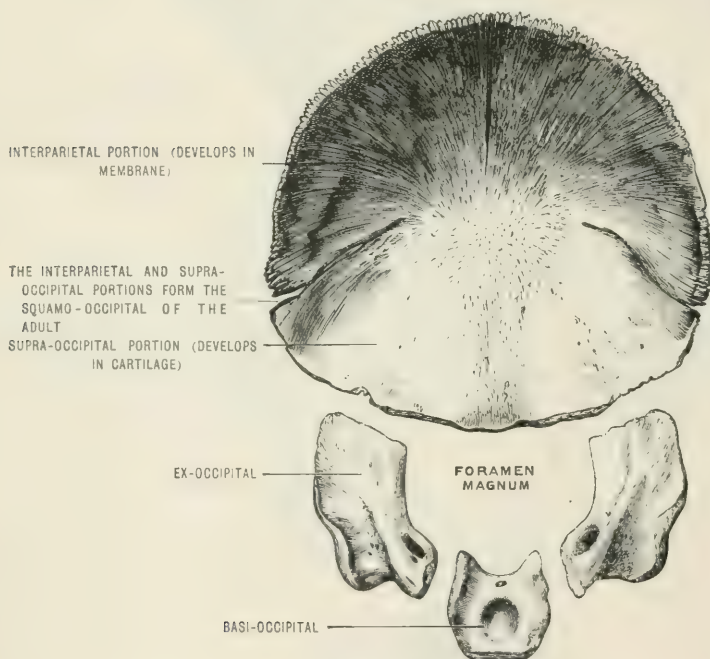 INTERPARIETAL PORTION (DEVELOPS IN
MEMBRANE)
THE INTERPARIETAL AND SUPRA-
OCCIPITAL PORTIONS FORM THE
SQUAMO-OCCIPITAL OF THE
ADULT
SUPRA-OCCIPITAL PORTION (DEVELOPS
IN CARTILAGE)
EX-OCCIPITAL
FORAMEN
MAGNUM
BASI-OCCIPITAL